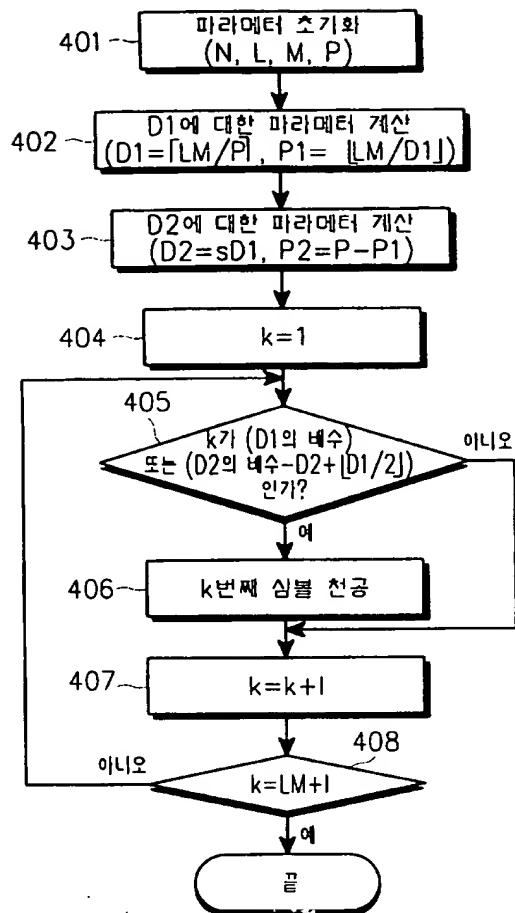 401
파라메터 초기화
(N, L, M, P)
402
D1에 대한 파라메터 계산
(D1=⌈LM/P⌉, P1= ⌊LM/D1⌋)
403
D2에 대한 파라메터 계산
(D2=sD1, P2=P-P1)
404
k=1
405
k가 (D1의 배수)
또는 (D2의 배수-D2+⌊D1/2⌋)
인가?
아니오
예
406
k번째 심볼 천공
407
k=k+1
408
아니오
k=LM+1
예
끝